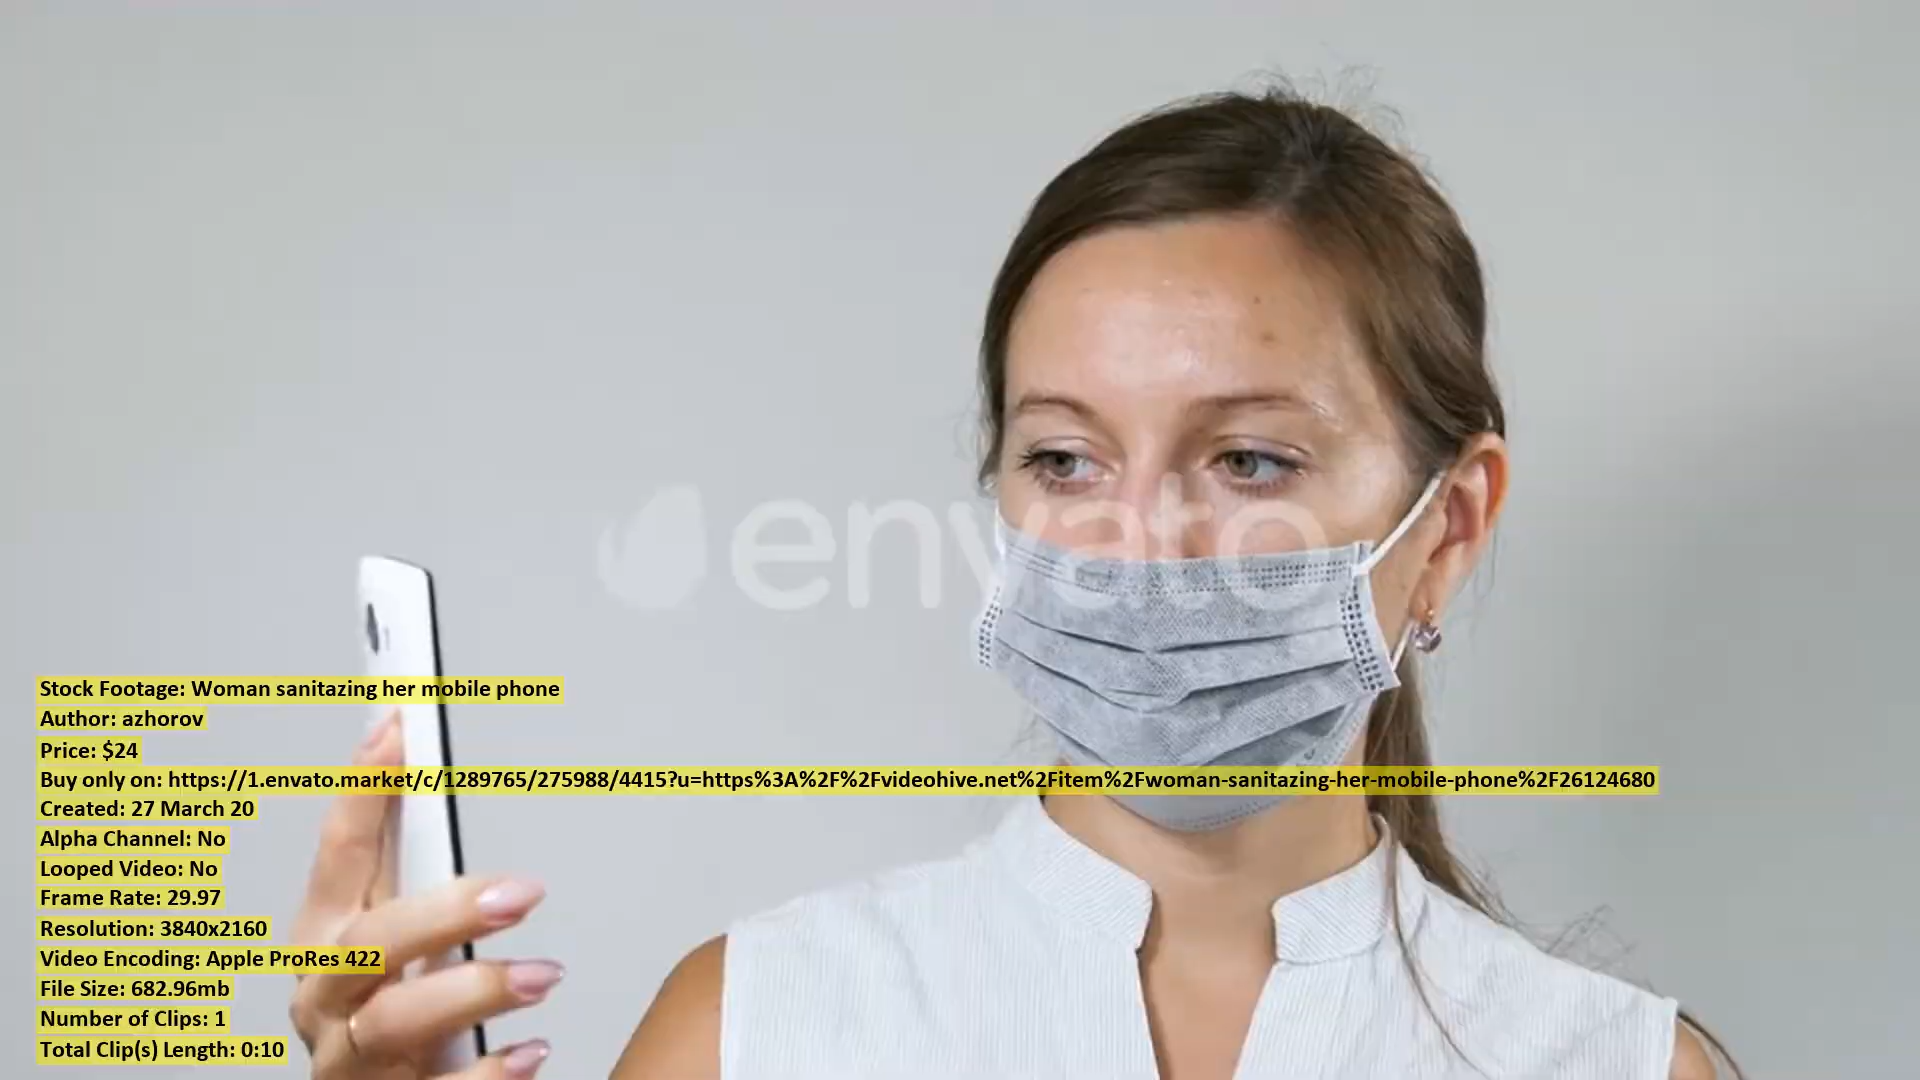 envato
Stock Footage: Woman sanitazing her mobile phone
Author: azhorov
Price: $24
Buy only on: https://1.envato.market/c/1289765/275988/4415?u=https%3A%2F%2Fvideohive.net%2Fitem%2Fwoman-sanitazing-her-mobile-phone%2F26124680
Created: 27 March 20
Alpha Channel: No
Looped Video: No
Frame Rate: 29.97
Resolution: 3840x2160
Video Encoding: Apple ProRes 422
File Size: 682.96mb
Number of Clips: 1
Total Clip(s) Length: 0:10